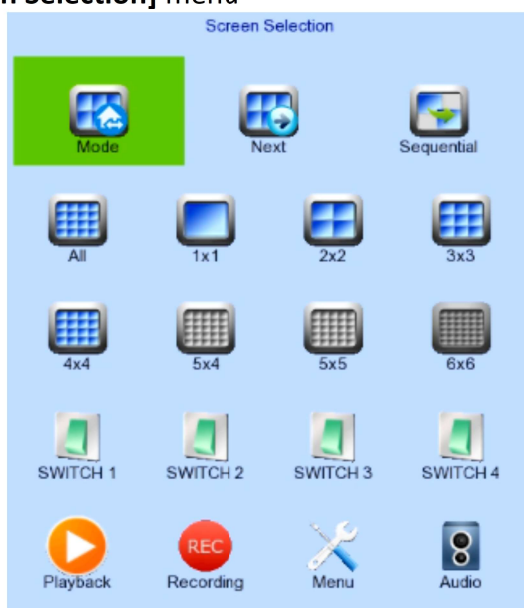 n Selection] menu
Screen Selection
Mode Next Sequential
All 1x1 2x2 3x3
4x4 5x4 5x5 6x6
SWITCH 1 SWITCH 2 SWITCH 3 SWITCH 4
REC
Playback Recording Menu Audio